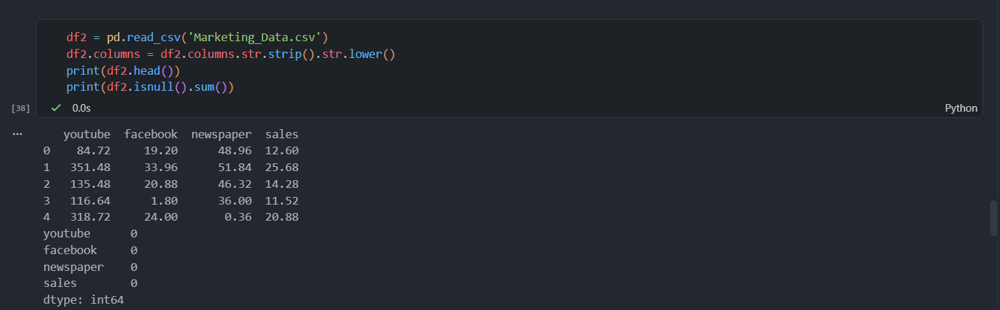 df2 = pd.read_csv('Marketing_Data.csv')
df2.columns = df2.columns.str.strip().str.lower()
print(df2.head())
print(df2.isnull().sum())
[38] 0.0s Python
... youtube facebook newspaper sales
0 84.72 19.20 48.96 12.60
1 351.48 33.96 51.84 25.68
2 135.48 20.88 46.32 14.28
3 116.64 1.80 36.00 11.52
4 318.72 24.00 0.36 20.88
youtube 0
facebook 0
newspaper 0
sales 0
dtype: int64